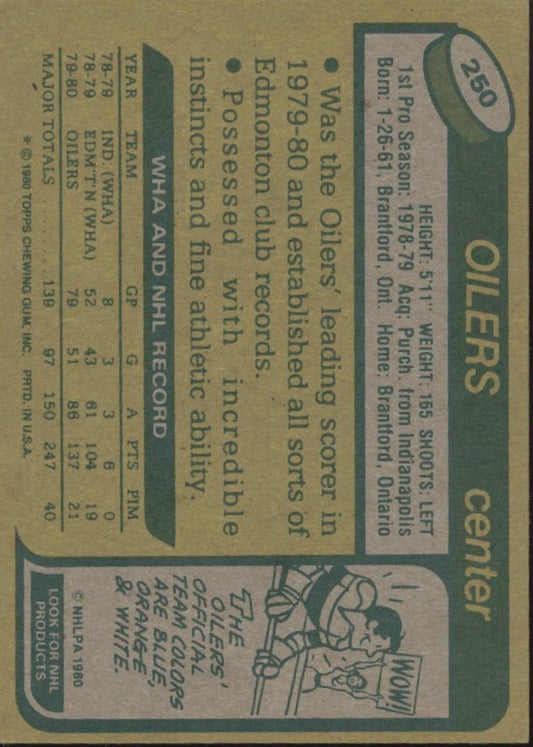 250
OILERS center
HEIGHT: 5'11" WEIGHT: 165 SHOOTS: LEFT
1st Pro Season: 1978-79 Acq: Purch. from Indianapolis
Born: 1-26-61, Brantford, Ont. Home: Brantford, Ontario
• Was the Oilers' leading scorer in
1979-80 and established all sorts of
Edmonton club records.
• Possessed with incredible
instincts and fine athletic ability.
WHA AND NHL RECORD
YEAR TEAM GP G A PTS PIM
78-79 IND. (WHA) 8 3 3 6 0
78-79 EDM'T'N (WHA) 52 43 61 104 19
79-80 OILERS 79 51 86 137 21
MAJOR TOTALS ........ 139 97 150 247 40
* © 1980 TOPPS CHEWING GUM, INC. PRTD. IN U.S.A.
WOW!
THE
OILERS'
OFFICIAL
TEAM COLORS
ARE BLUE,
ORANGE
& WHITE.
© NHLPA 1980
LOOK FOR NHL
PRODUCTS